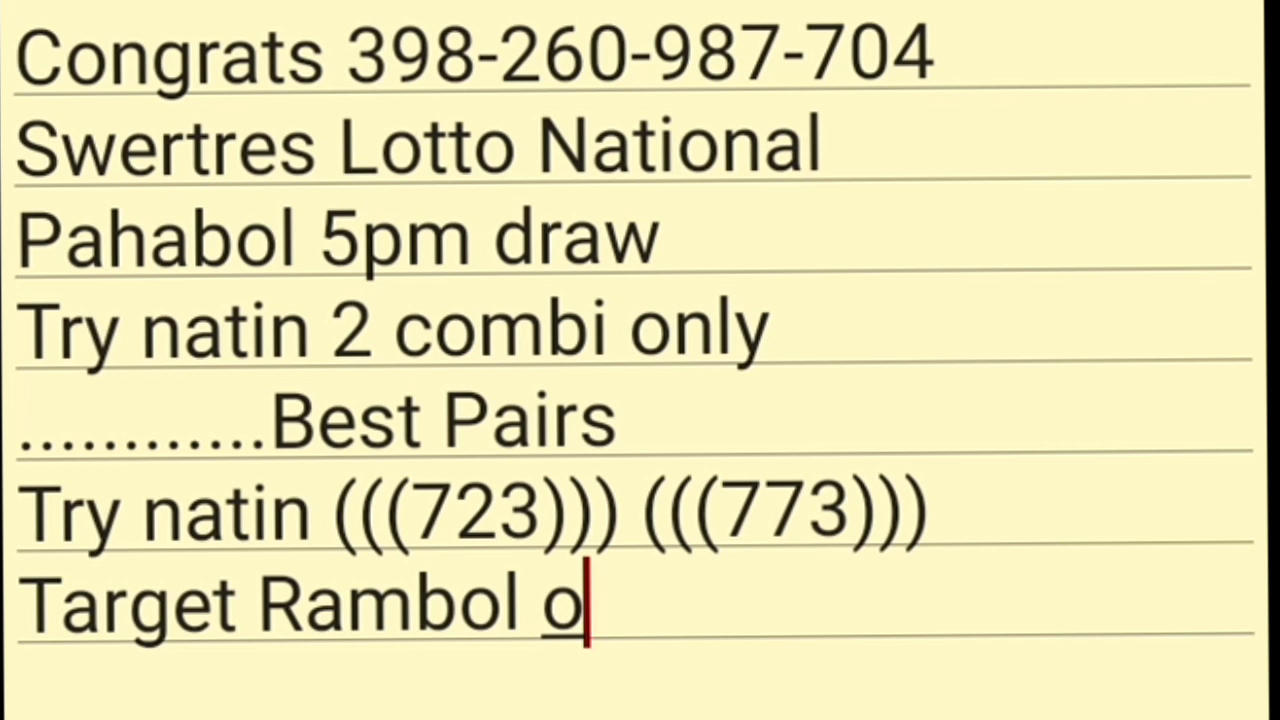 Congrats 398-260-987-704
Swertres Lotto National
Pahabol 5pm draw
Try natin 2 combi only
............Best Pairs
Try natin (((723))) (((773)))
Target Rambol o